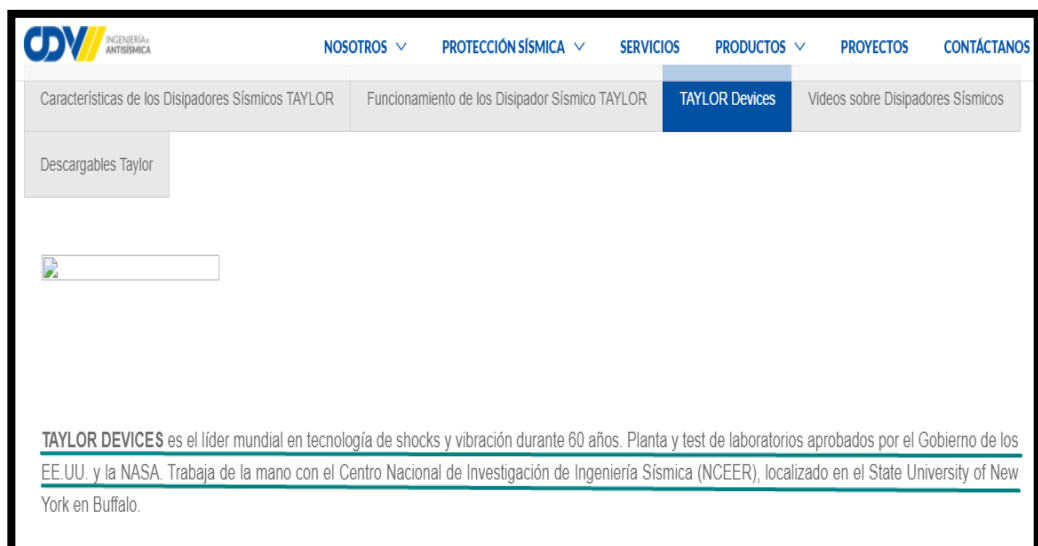 CDV INGENIERÍA ANTISÍSMICA
NOSOTROS PROTECCIÓN SÍSMICA SERVICIOS PRODUCTOS PROYECTOS CONTÁCTANOS
Características de los Disipadores Sísmicos TAYLOR Funcionamiento de los Disipador Sísmico TAYLOR TAYLOR Devices Videos sobre Disipadores Sísmicos
Descargables Taylor
TAYLOR DEVICES es el líder mundial en tecnología de shocks y vibración durante 60 años. Planta y test de laboratorios aprobados por el Gobierno de los
EE.UU. y la NASA. Trabaja de la mano con el Centro Nacional de Investigación de Ingeniería Sísmica (NCEER), localizado en el State University of New
York en Buffalo.